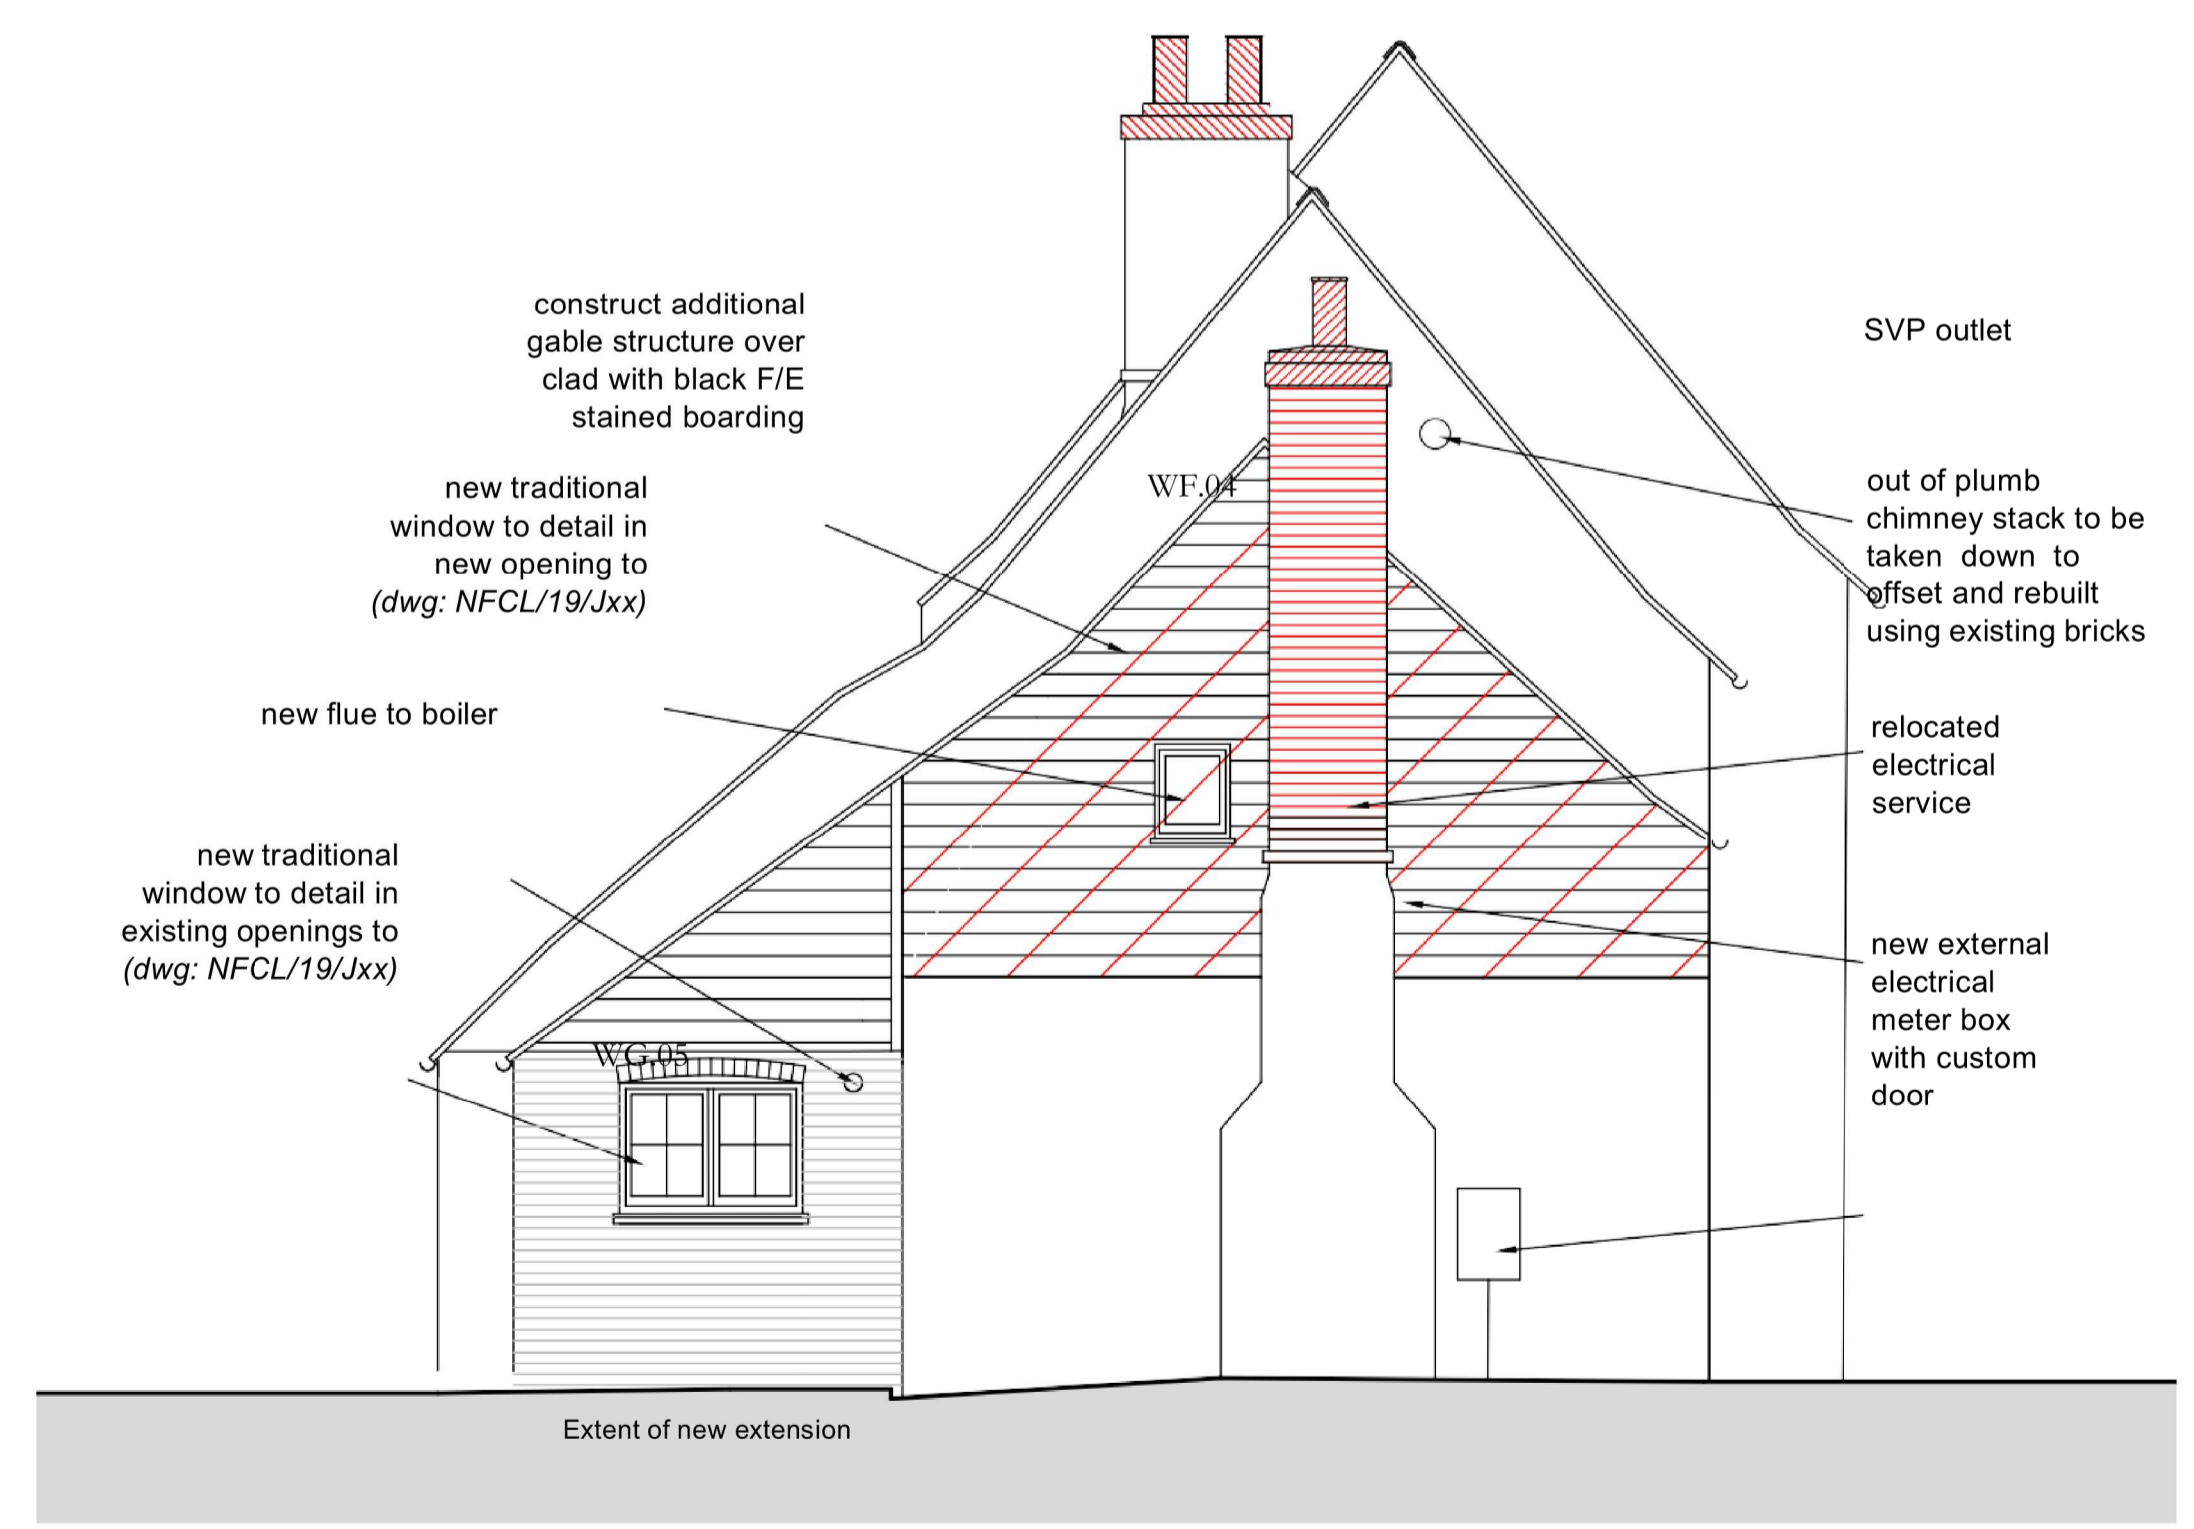 construct additional
gable structure over
clad with black F/E
stained boarding
new traditional
window to detail in
new opening to
(dwg: NFCL/19/Jxx)
new flue to boiler
new traditional
window to detail in
existing openings to
(dwg: NFCL/19/Jxx)
WF.04
WG.05
SVP outlet
out of plumb
chimney stack to be
taken down to
offset and rebuilt
using existing bricks
relocated
electrical
service
new external
electrical
meter box
with custom
door
Extent of new extension